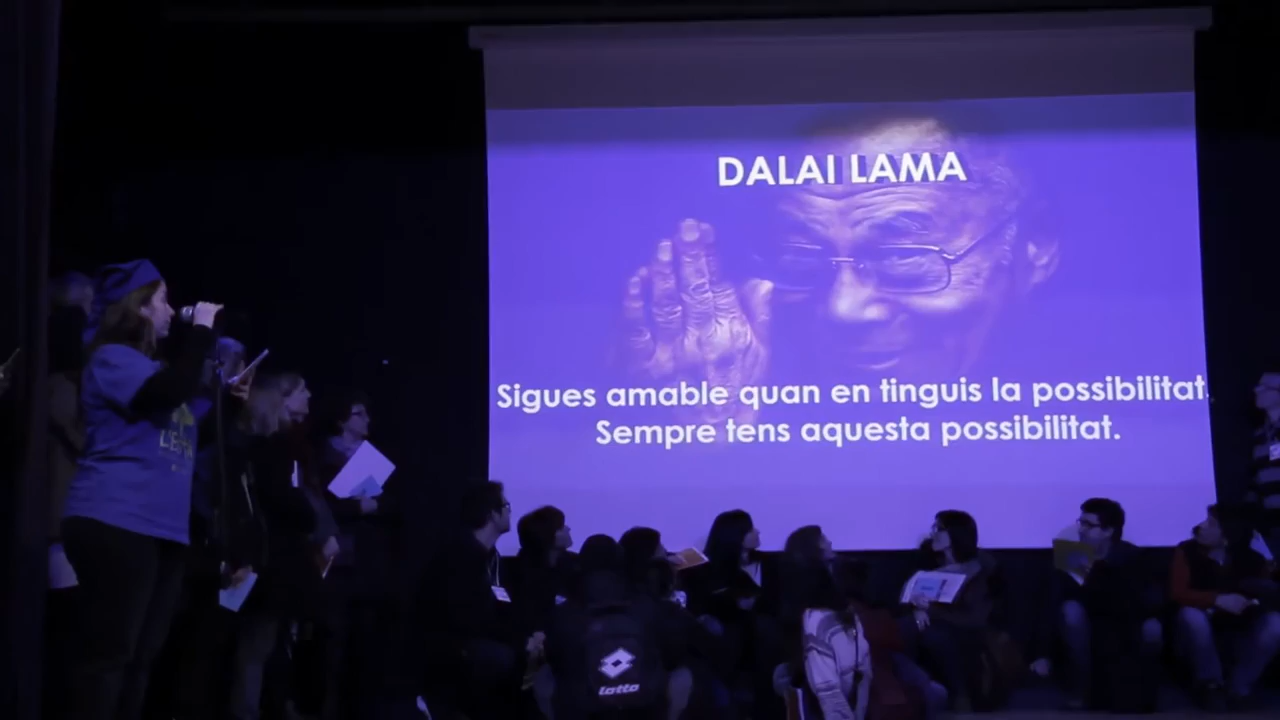 DALAI LAMA
Sigues amable quan en tinguis la possibilitat.
Sempre tens aquesta possibilitat.
lotto